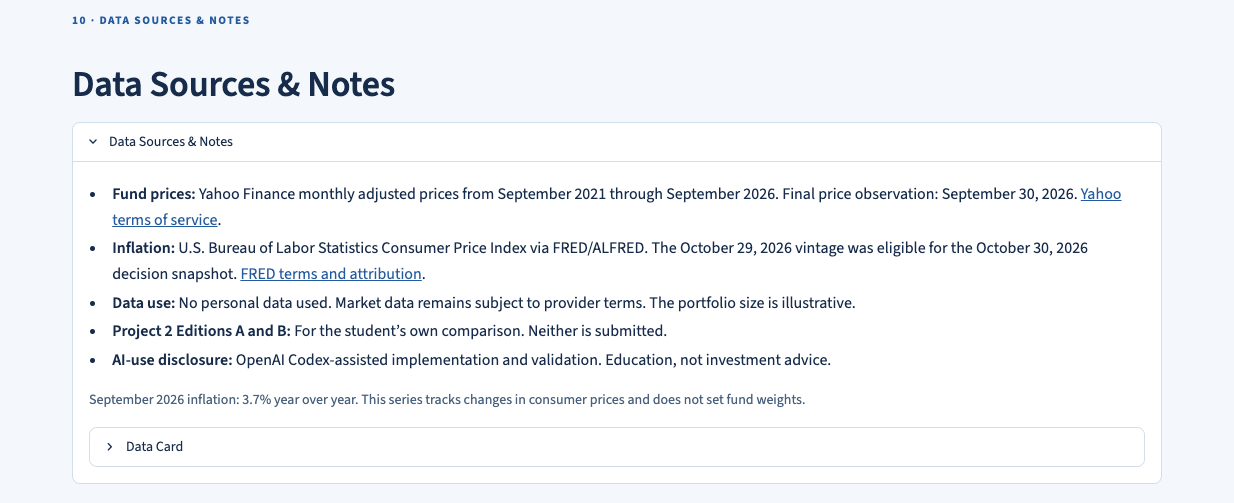 10 · DATA SOURCES & NOTES
Data Sources & Notes
Data Sources & Notes
• Fund prices: Yahoo Finance monthly adjusted prices from September 2021 through September 2026. Final price observation: September 30, 2026. Yahoo
terms of service.
• Inflation: U.S. Bureau of Labor Statistics Consumer Price Index via FRED/ALFRED. The October 29, 2026 vintage was eligible for the October 30, 2026
decision snapshot. FRED terms and attribution.
• Data use: No personal data used. Market data remains subject to provider terms. The portfolio size is illustrative.
• Project 2 Editions A and B: For the student’s own comparison. Neither is submitted.
• AI-use disclosure: OpenAI Codex-assisted implementation and validation. Education, not investment advice.
September 2026 inflation: 3.7% year over year. This series tracks changes in consumer prices and does not set fund weights.
Data Card